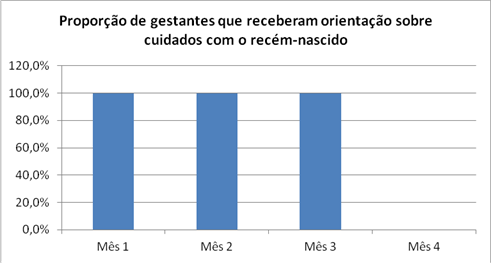 Proporção de gestantes que receberam orientação sobre
cuidados com o recém-nascido
120,0%
100,0%
80,0%
60,0%
40,0%
20,0%
0,0%
Mês 1 Mês 2 Mês 3 Mês 4